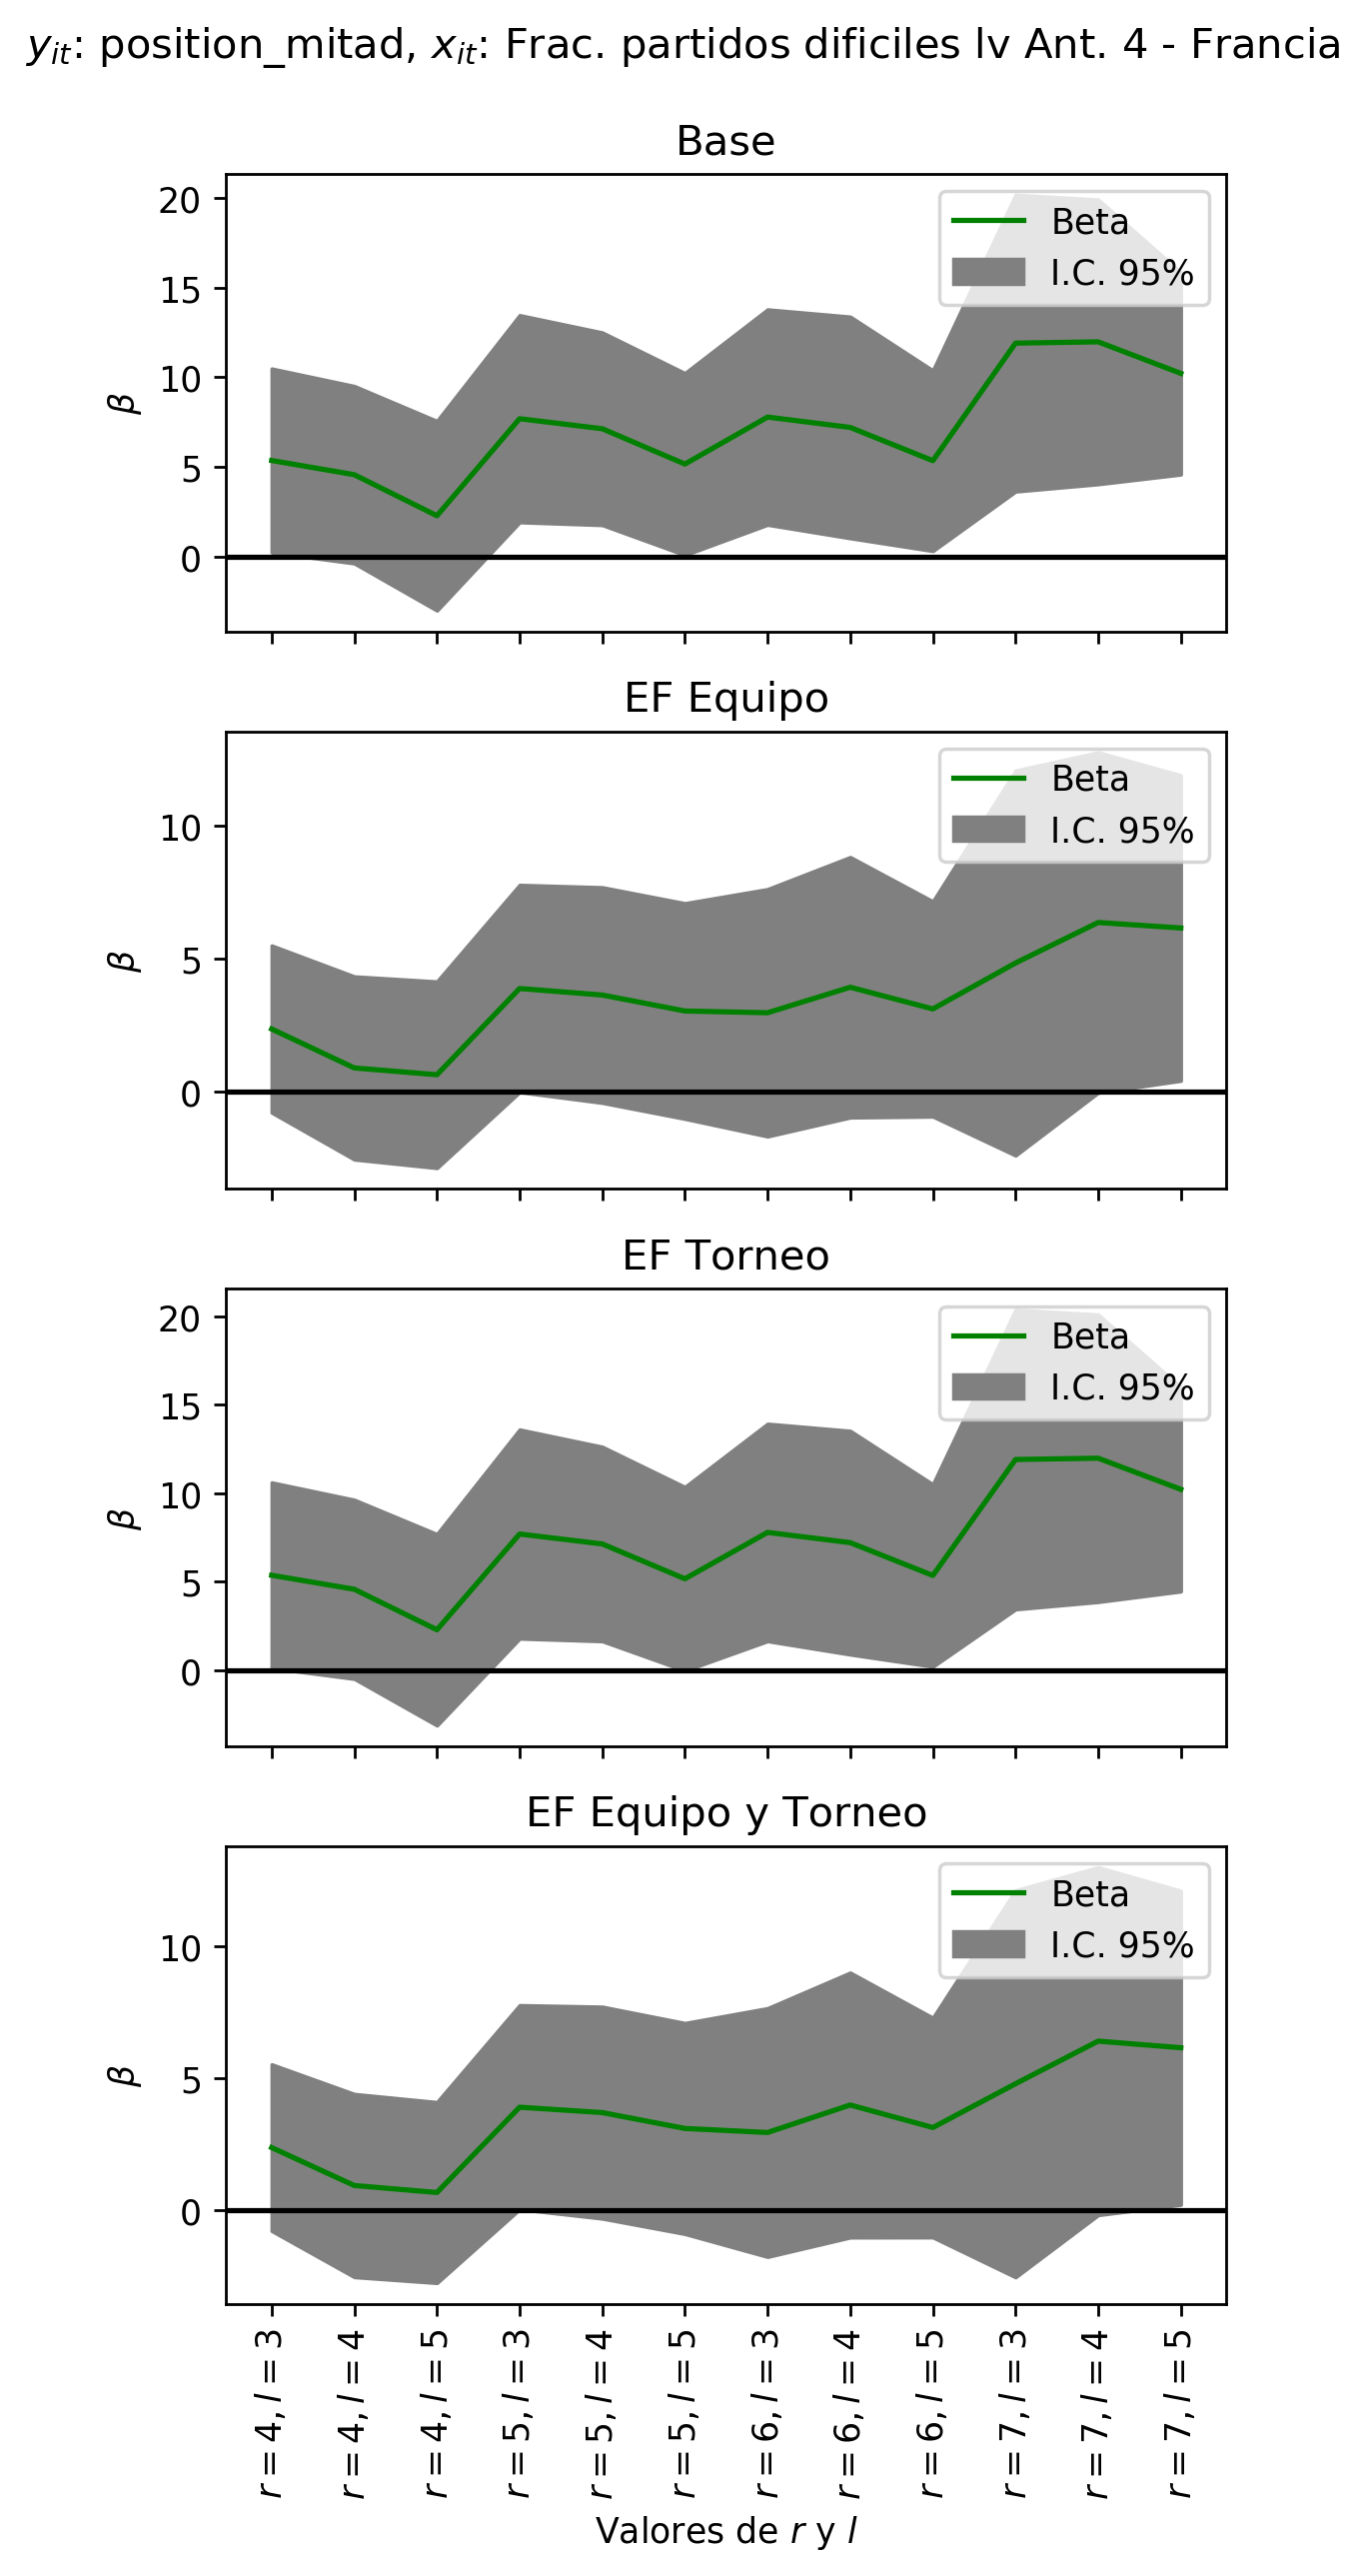 y_it: position_mitad, x_it: Frac. partidos dificiles lv Ant. 4 - Francia
Base
20
15
10
5
0
β
Beta
I.C. 95%
EF Equipo
10
5
0
β
Beta
I.C. 95%
EF Torneo
20
15
10
5
0
β
Beta
I.C. 95%
EF Equipo y Torneo
10
5
0
β
Beta
I.C. 95%
r = 4, l = 3
r = 4, l = 4
r = 4, l = 5
r = 5, l = 3
r = 5, l = 4
r = 5, l = 5
r = 6, l = 3
r = 6, l = 4
r = 6, l = 5
r = 7, l = 3
r = 7, l = 4
r = 7, l = 5
Valores de r y l